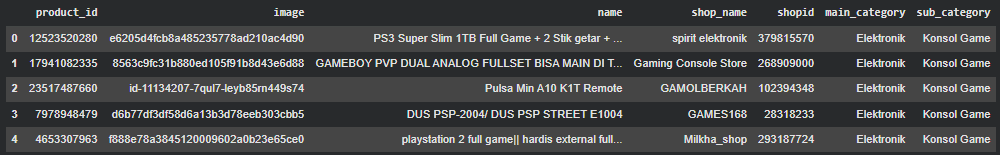 product_id image name shop_name shopid main_category sub_category
0 12523520280 e6205d4fcb8a485235778ad210ac4d90 PS3 Super Slim 1TB Full Game + 2 Stik getar + ... spirit elektronik 379815570 Elektronik Konsol Game
1 17941082335 8563c9fc31b880ed105f91b8d43e6d88 GAMEBOY PVP DUAL ANALOG FULLSET BISA MAIN DI T... Gaming Console Store 268909000 Elektronik Konsol Game
2 23517487660 id-11134207-7qul7-leyb85rn449s74 Pulsa Min A10 K1T Remote GAMOLBERKAH 102394348 Elektronik Konsol Game
3 7978948479 d6b77df3df58d6a13b3d78eeb303cbb5 DUS PSP-2004/ DUS PSP STREET E1004 GAMES168 28318233 Elektronik Konsol Game
4 4653307963 f888e78a3845120009602a0b23e65ce0 playstation 2 full game|| hardis external full... Milkha_shop 293187724 Elektronik Konsol Game